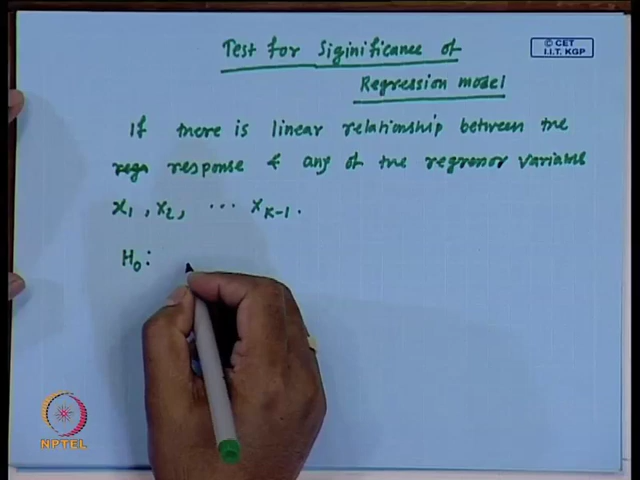 Test for Siginificance of
© CET
I.I.T. KGP
Regression model
If there is linear relationship between the
regn response & any of the regressor variable
x1, x2, ... xK-1.
H0:
NPTEL